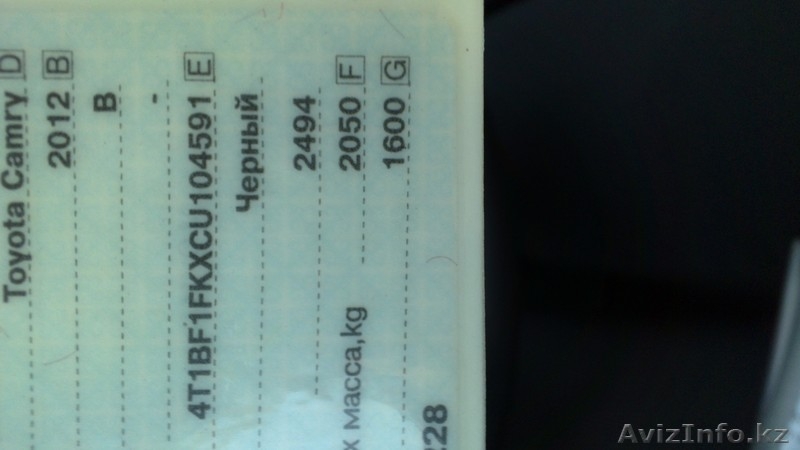 Toyota Camry D
2012 B
B
-
4T1BF1FKXCU104591 E
Черный
2494
2050 F
х масса,kg
1600 G
228
AvizInfo.kz